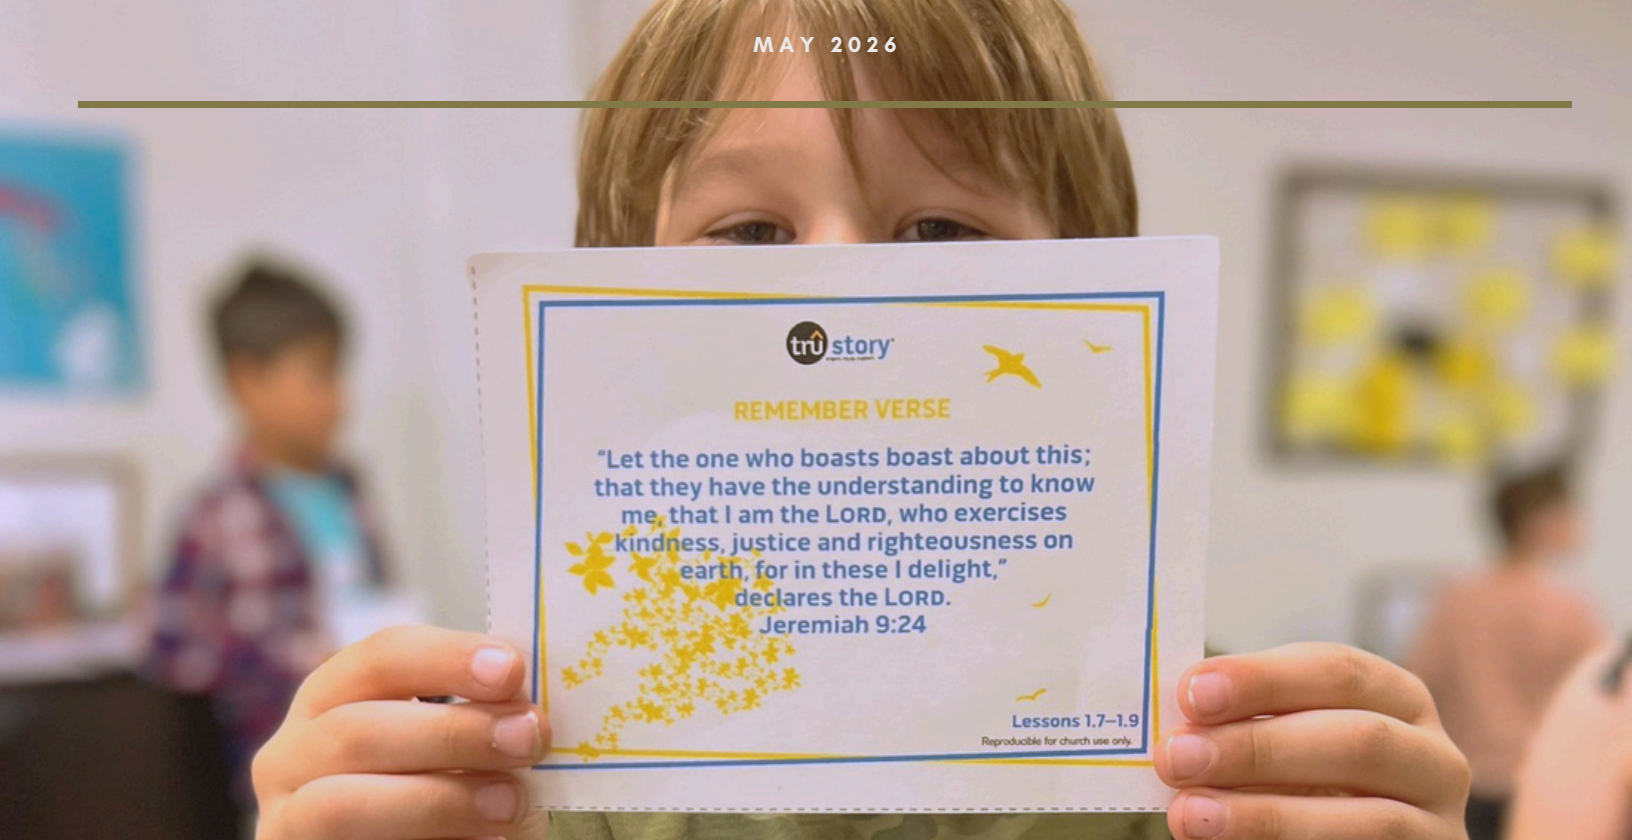 MAY 2026
trū story
REMEMBER VERSE
“Let the one who boasts boast about this;
that they have the understanding to know
me, that I am the LORD, who exercises
kindness, justice and righteousness on
earth, for in these I delight,”
declares the LORD.
Jeremiah 9:24
Lessons 1.7–1.9
Reproducible for church use only.